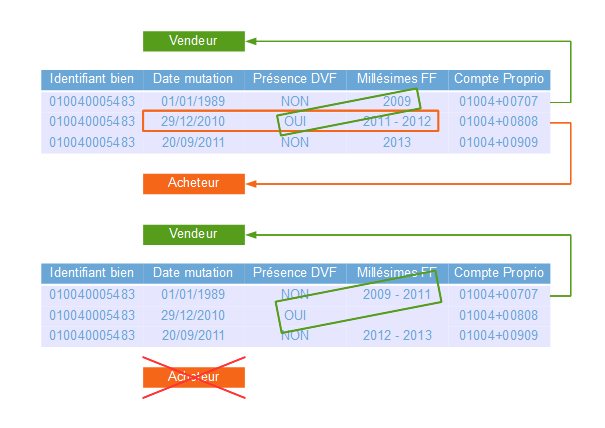 Vendeur
Identifiant bien Date mutation Présence DVF Millésimes FF Compte Proprio
010040005483 01/01/1989 NON 2009 01004+00707
010040005483 29/12/2010 OUI 2011 - 2012 01004+00808
010040005483 20/09/2011 NON 2013 01004+00909
Acheteur
Vendeur
Identifiant bien Date mutation Présence DVF Millésimes FF Compte Proprio
010040005483 01/01/1989 NON 2009 - 2011 01004+00707
010040005483 29/12/2010 OUI 01004+00808
010040005483 20/09/2011 NON 2012 - 2013 01004+00909
Acheteur